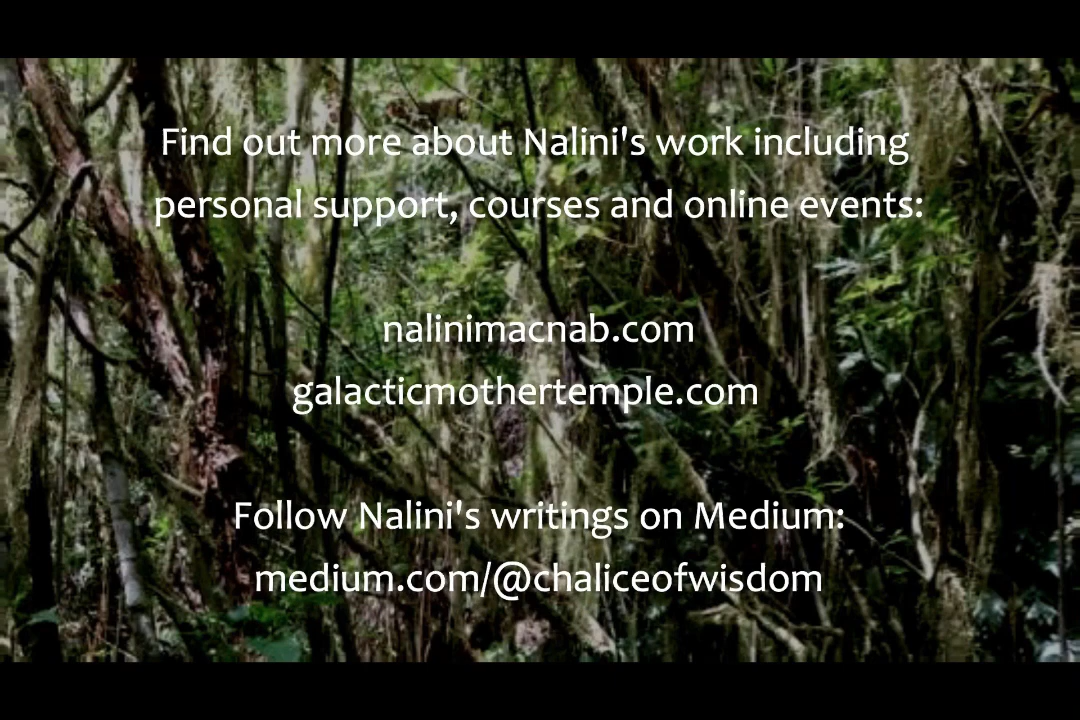 Find out more about Nalini's work including
personal support, courses and online events:
nalinimacnab.com
galacticmothertemple.com
Follow Nalini's writings on Medium:
medium.com/@chaliceofwisdom